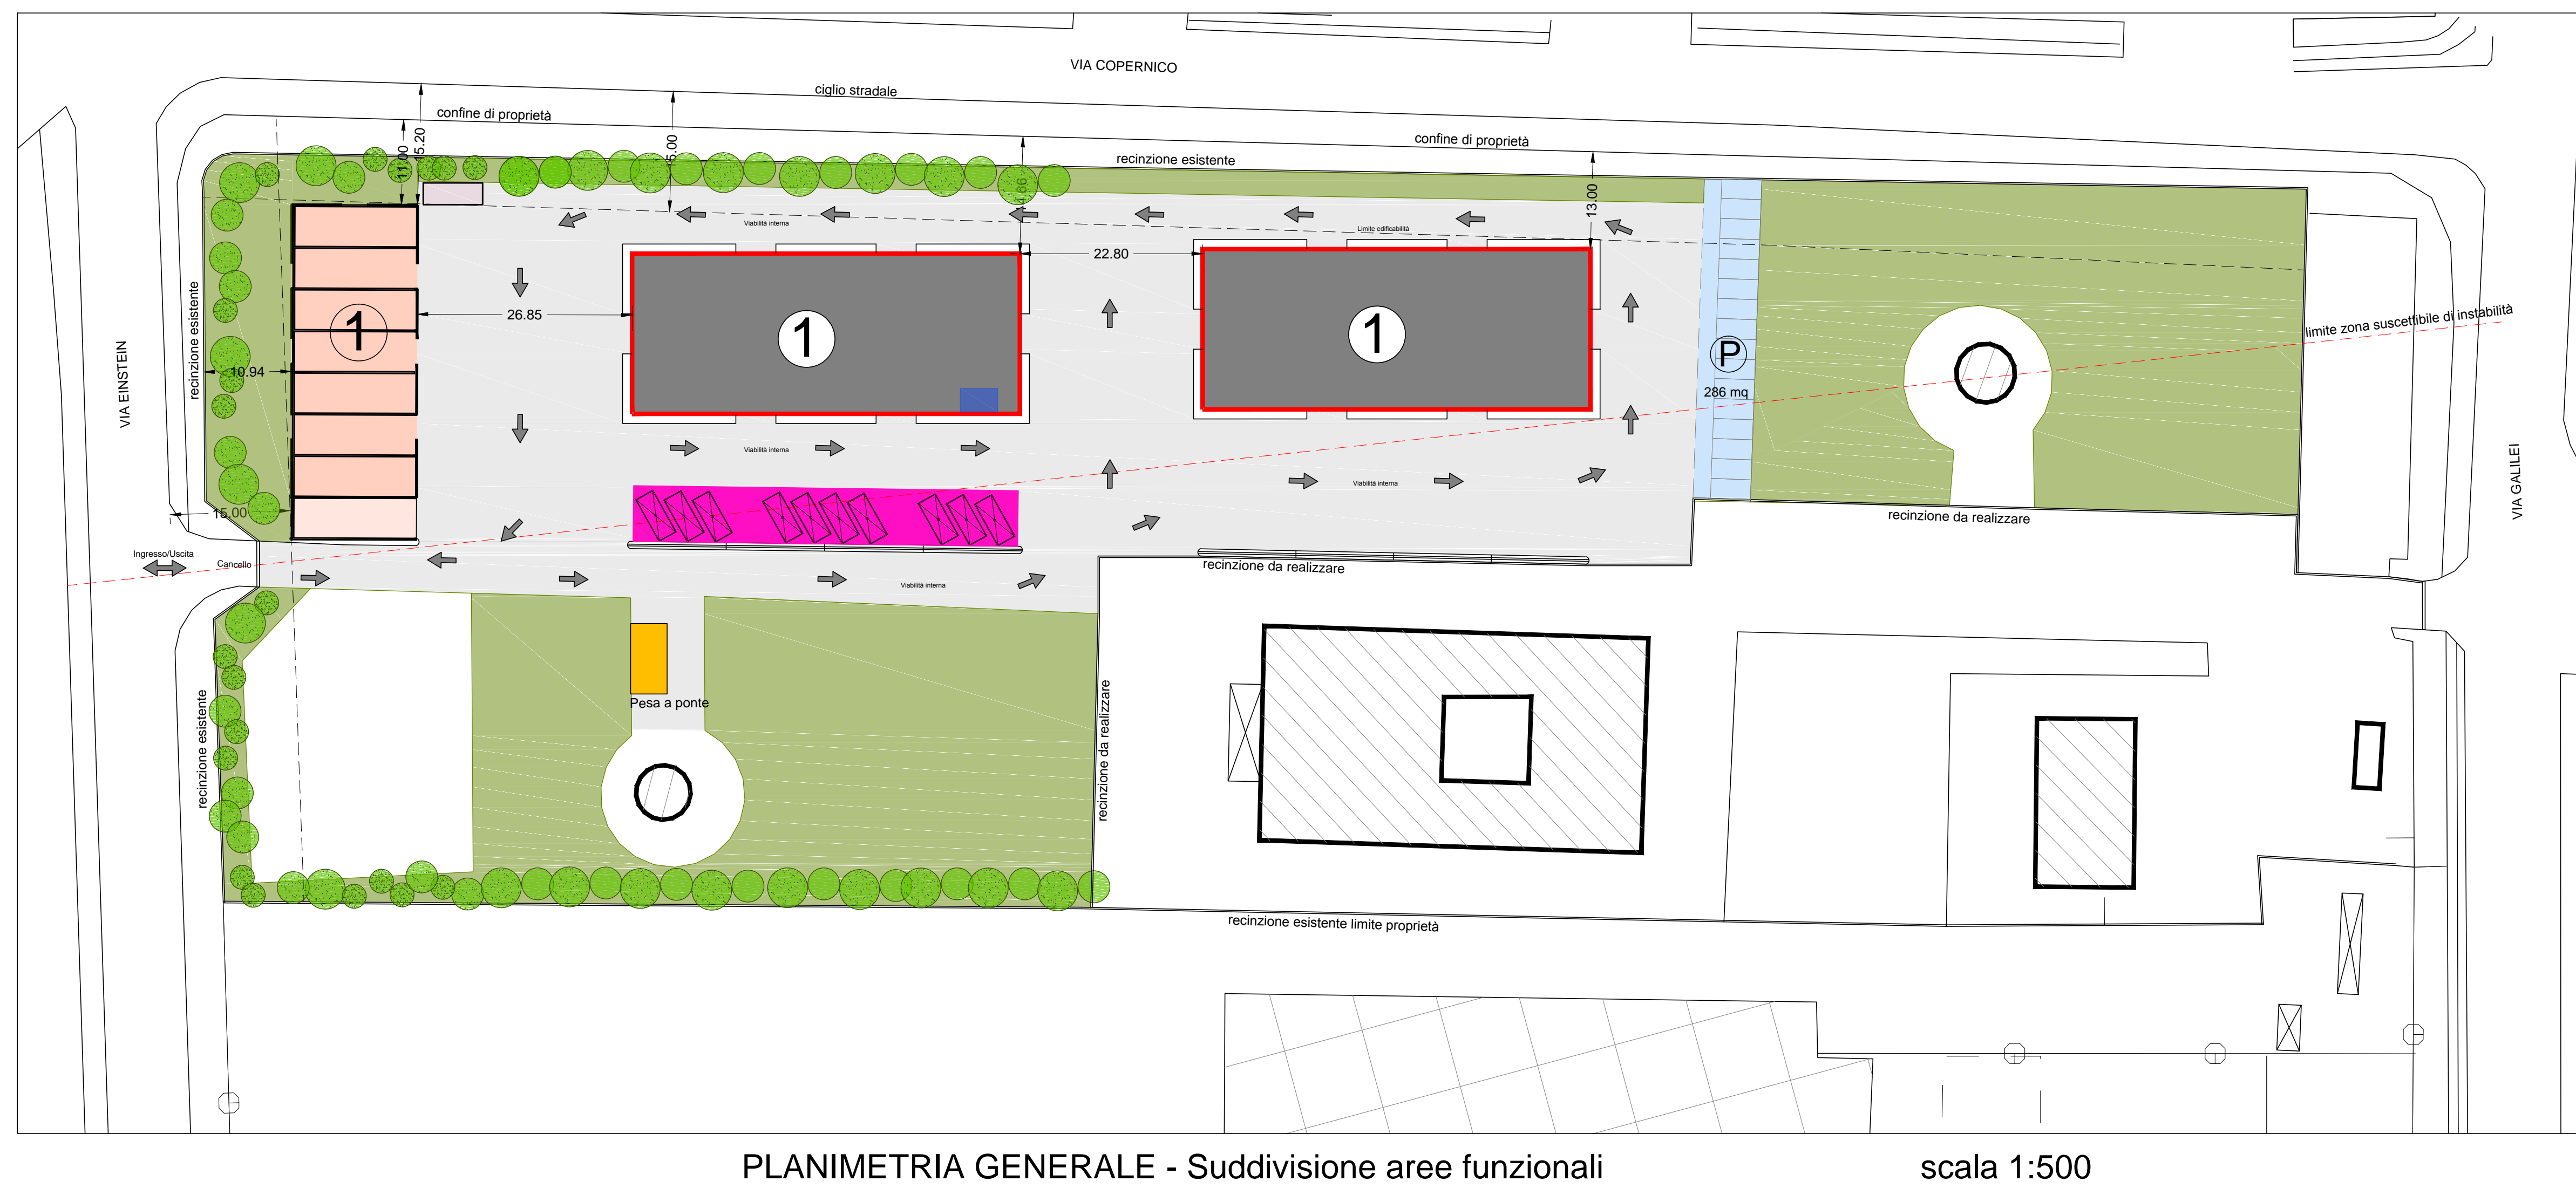 VIA COPERNICO
ciglio stradale
confine di proprietà
confine di proprietà
recinzione esistente
11.00
15.20
13.00
Viabilità interna
Limite edificabilità
22.80
26.85
1
1
1
limite zona suscettibile di instabilità
recinzione esistente
VIA EINSTEIN
10.94
P
286 mq
Viabilità interna
Viabilità interna
VIA GALILEI
15.00
recinzione da realizzare
Ingresso/Uscita
Cancello
recinzione da realizzare
Viabilità interna
Pesa a ponte
recinzione esistente
recinzione da realizzare
recinzione esistente limite proprietà
PLANIMETRIA GENERALE - Suddivisione aree funzionali
scala 1:500